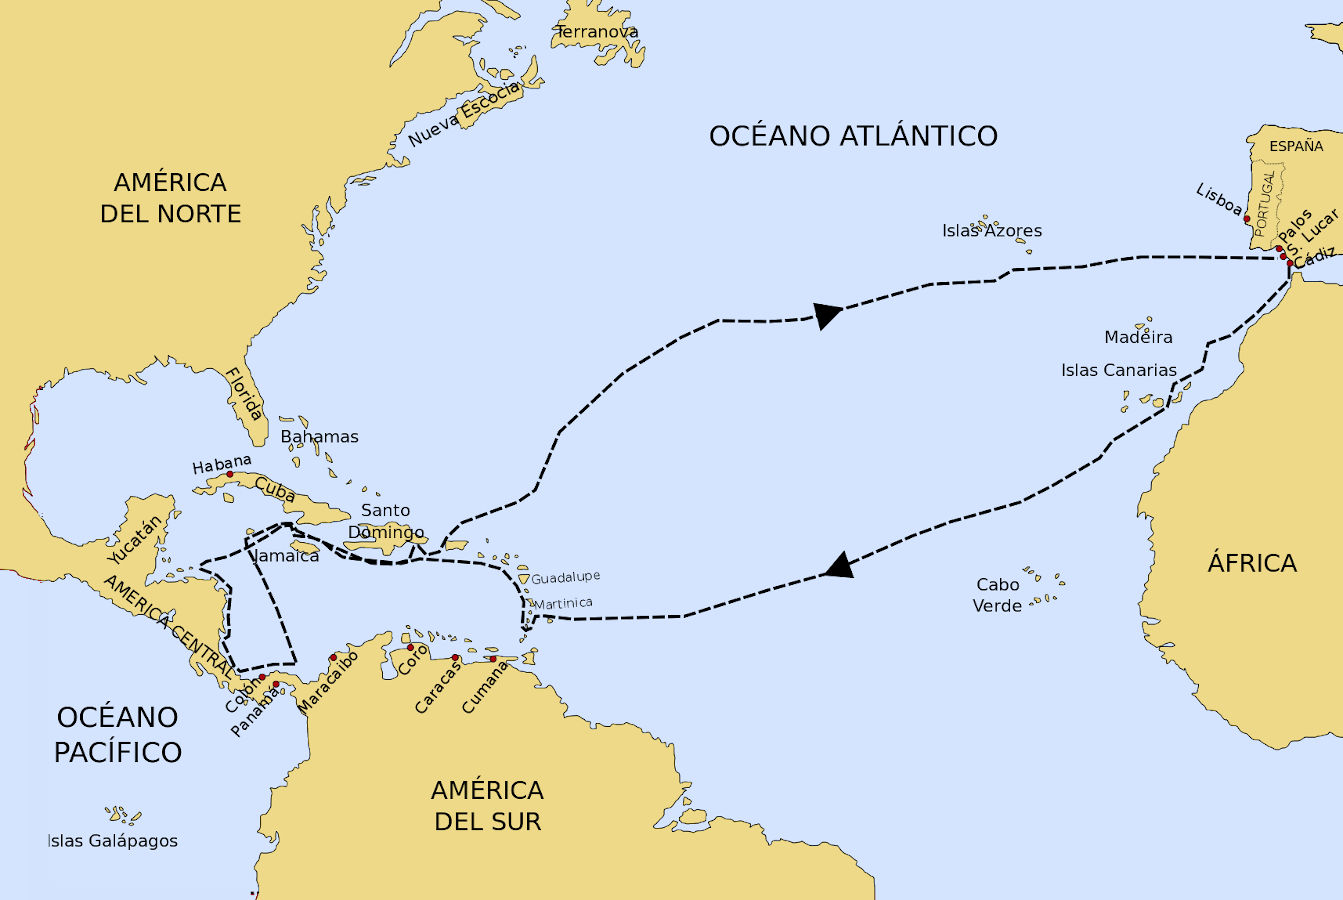 Terranova
Nueva Escocia
OCÉANO ATLÁNTICO
ESPAÑA
AMÉRICA
DEL NORTE
PORTUGAL
Lisboa
Palos
S. Lucar
Cádiz
Islas Azores
Madeira
Islas Canarias
Florida
Bahamas
Habana
Cuba
Santo
Domingo
Yucatán
Jamaica
Guadalupe
Martinica
ÁFRICA
Cabo
Verde
AMERICA CENTRAL
Colón
Panamá
Maracaibo
Coro
Caracas
Cumana
OCÉANO
PACÍFICO
AMÉRICA
DEL SUR
Islas Galápagos